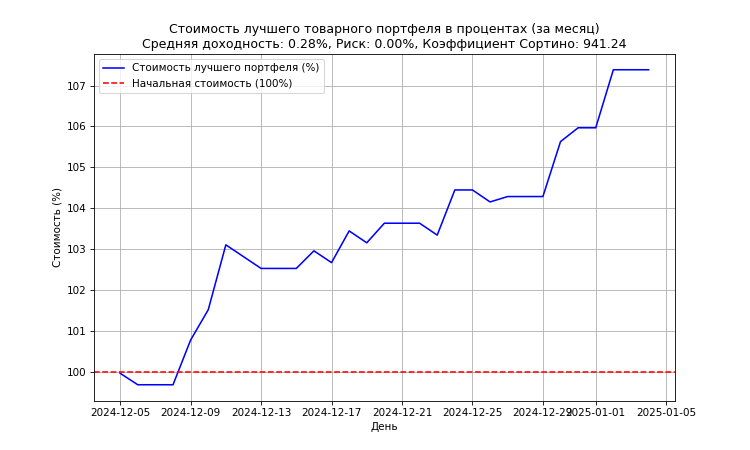 Стоимость лучшего товарного портфеля в процентах (за месяц)
Средняя доходность: 0.28%, Риск: 0.00%, Коэффициент Сортино: 941.24
Стоимость лучшего портфеля (%)
Начальная стоимость (100%)
107
106
105
104
103
102
101
100
Стоимость (%)
2024-12-05 2024-12-09 2024-12-13 2024-12-17 2024-12-21 2024-12-25 2024-12-29 2025-01-01 2025-01-05
День